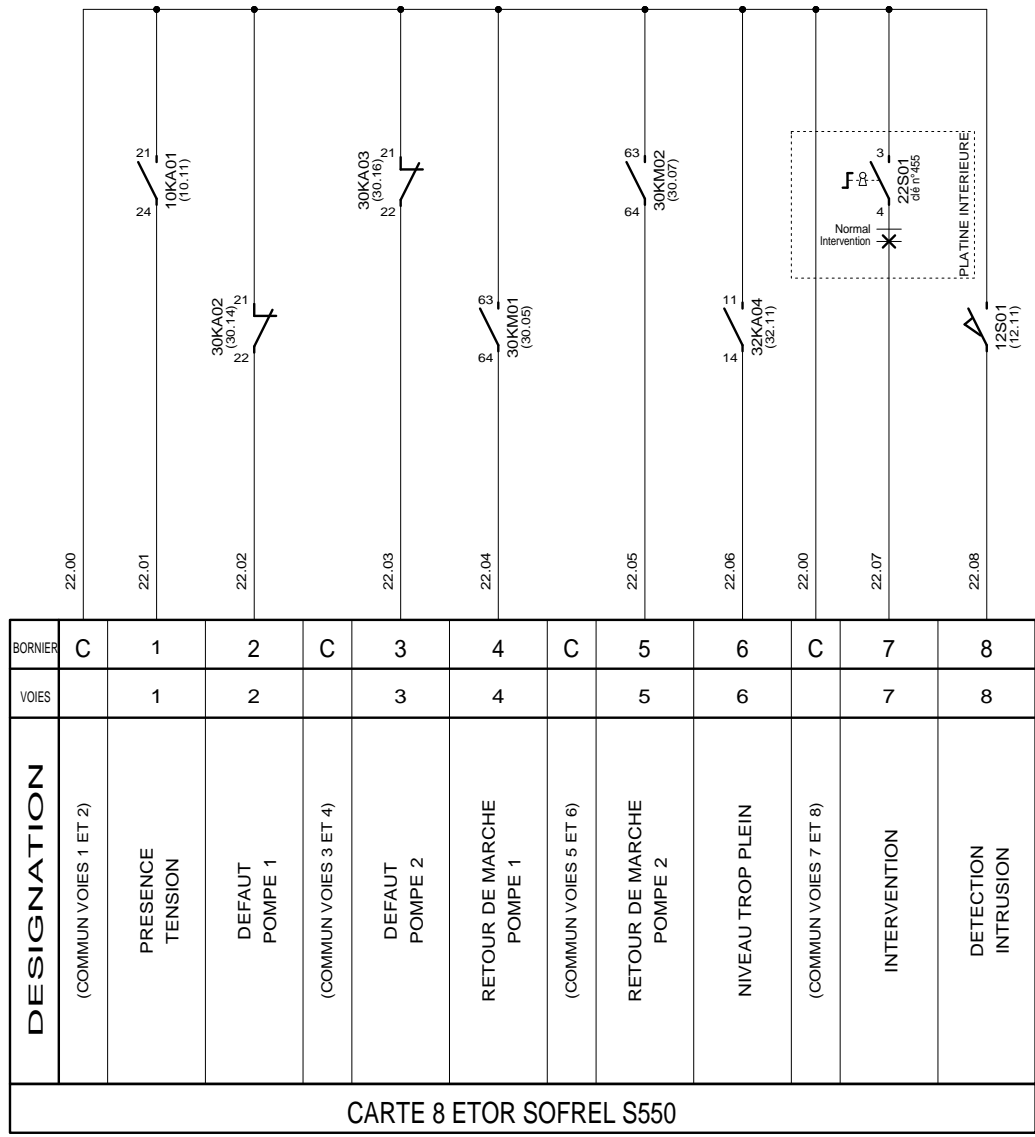 21
10KA01
(10.11)
24
21
30KA03
(30.16)
22
63
30KM02
(30.07)
64
3
22S01
clé n°455
4
Normal
Intervention
PLATINE INTERIEURE
21
30KA02
(30.14)
22
63
30KM01
(30.05)
64
11
32KA04
(32.11)
14
12S01
(12.11)
22.00
22.01
22.02
22.03
22.04
22.05
22.06
22.00
22.07
22.08
BORNIER C 1 2 C 3 4 C 5 6 C 7 8
VOIES 1 2 3 4 5 6 7 8
DESIGNATION
(COMMUN VOIES 1 ET 2)
PRESENCE
TENSION
DEFAUT
POMPE 1
(COMMUN VOIES 3 ET 4)
DEFAUT
POMPE 2
RETOUR DE MARCHE
POMPE 1
(COMMUN VOIES 5 ET 6)
RETOUR DE MARCHE
POMPE 2
NIVEAU TROP PLEIN
(COMMUN VOIES 7 ET 8)
INTERVENTION
DETECTION
INTRUSION
CARTE 8 ETOR SOFREL S550